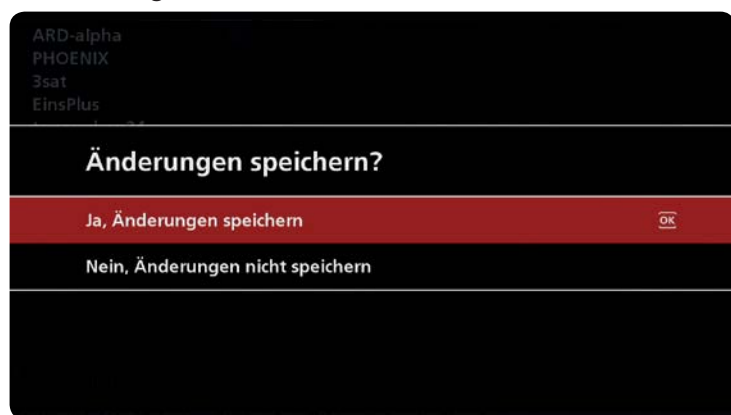 ARD-alpha
PHOENIX
3sat
EinsPlus
Änderungen speichern?
Ja, Änderungen speichern OK
Nein, Änderungen nicht speichern